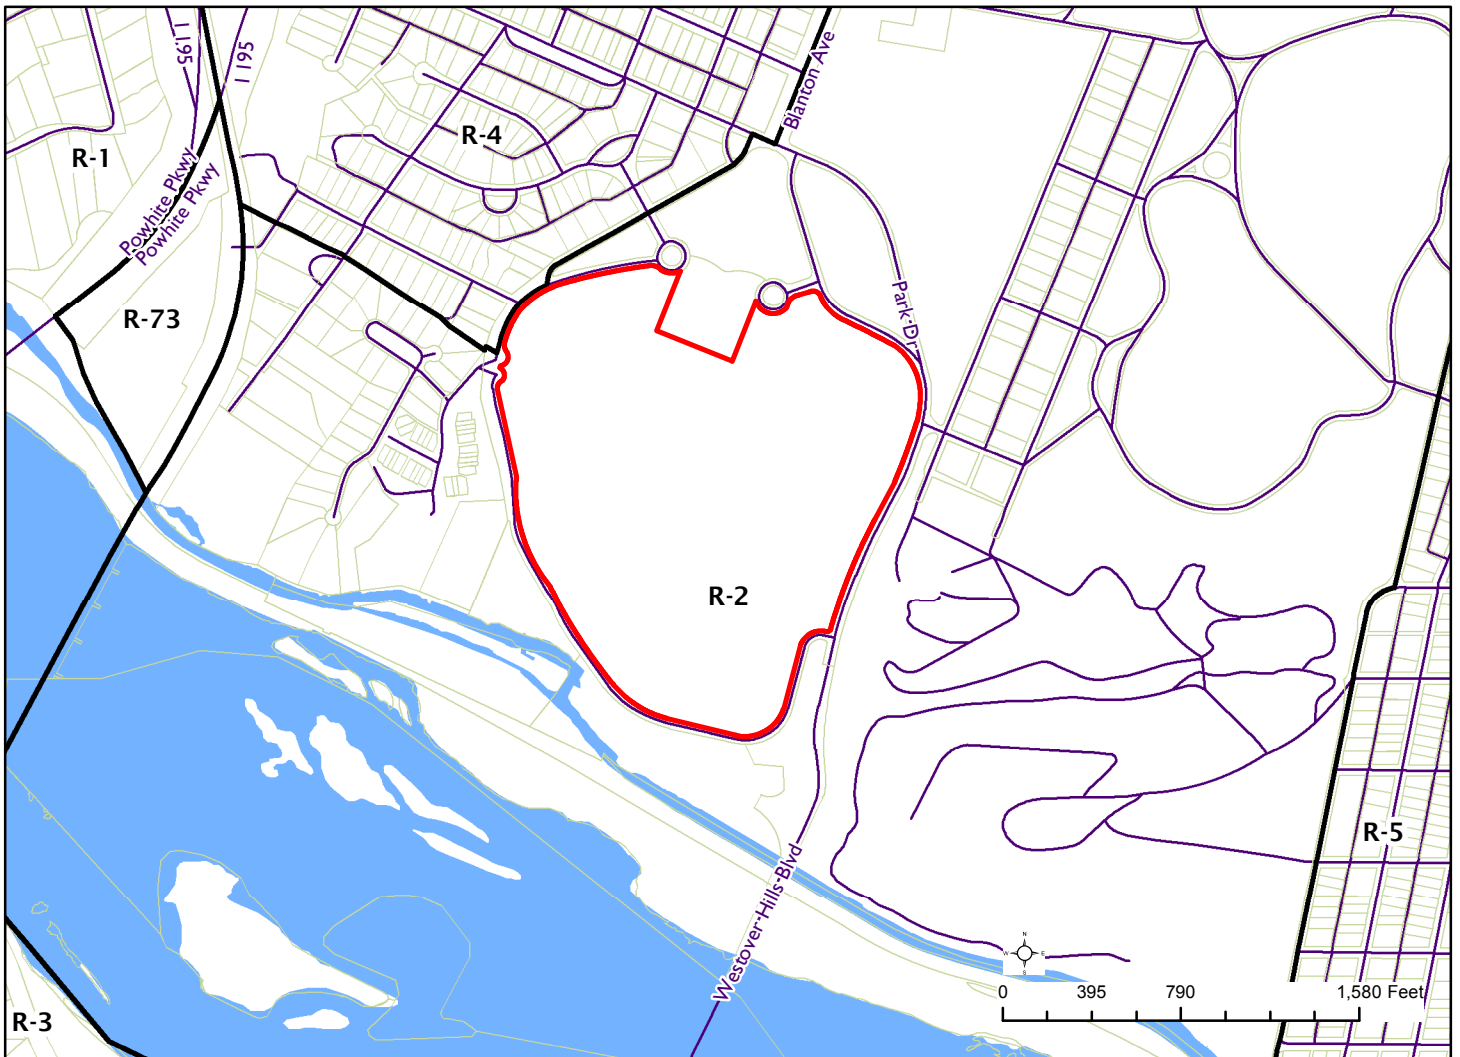 I 195
I 195
Blanton Ave
R-4
R-1
Powhite Pkwy
Powhite Pkwy
R-73
Park Dr
R-2
R-5
Westover Hills Blvd
N
W E
S
0 395 790 1,580 Feet
R-3